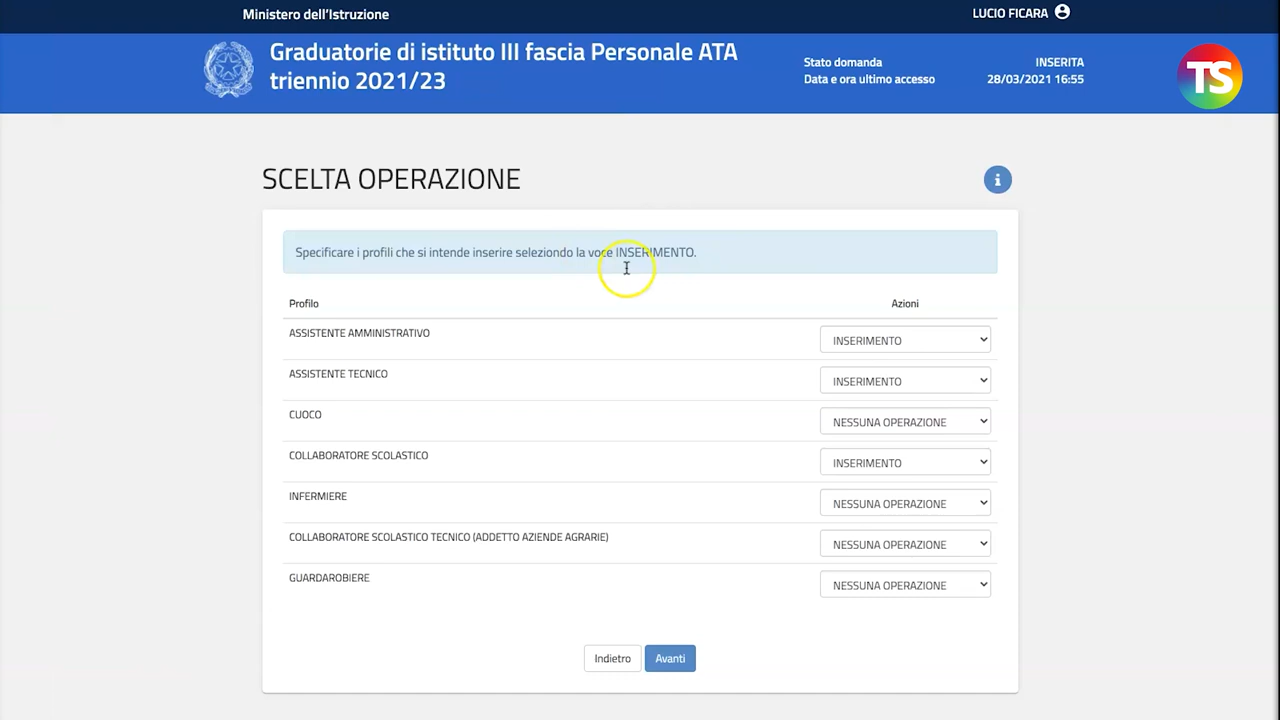 Ministero dell'Istruzione
LUCIO FICARA
Graduatorie di istituto III fascia Personale ATA
triennio 2021/23
Stato domanda INSERITA
Data e ora ultimo accesso 28/03/2021 16:55
TS
SCELTA OPERAZIONE
i
Specificare i profili che si intende inserire seleziondo la voce INSERIMENTO.
Profilo Azioni
ASSISTENTE AMMINISTRATIVO INSERIMENTO
ASSISTENTE TECNICO INSERIMENTO
CUOCO NESSUNA OPERAZIONE
COLLABORATORE SCOLASTICO INSERIMENTO
INFERMIERE NESSUNA OPERAZIONE
COLLABORATORE SCOLASTICO TECNICO (ADDETTO AZIENDE AGRARIE) NESSUNA OPERAZIONE
GUARDAROBIERE NESSUNA OPERAZIONE
Indietro Avanti